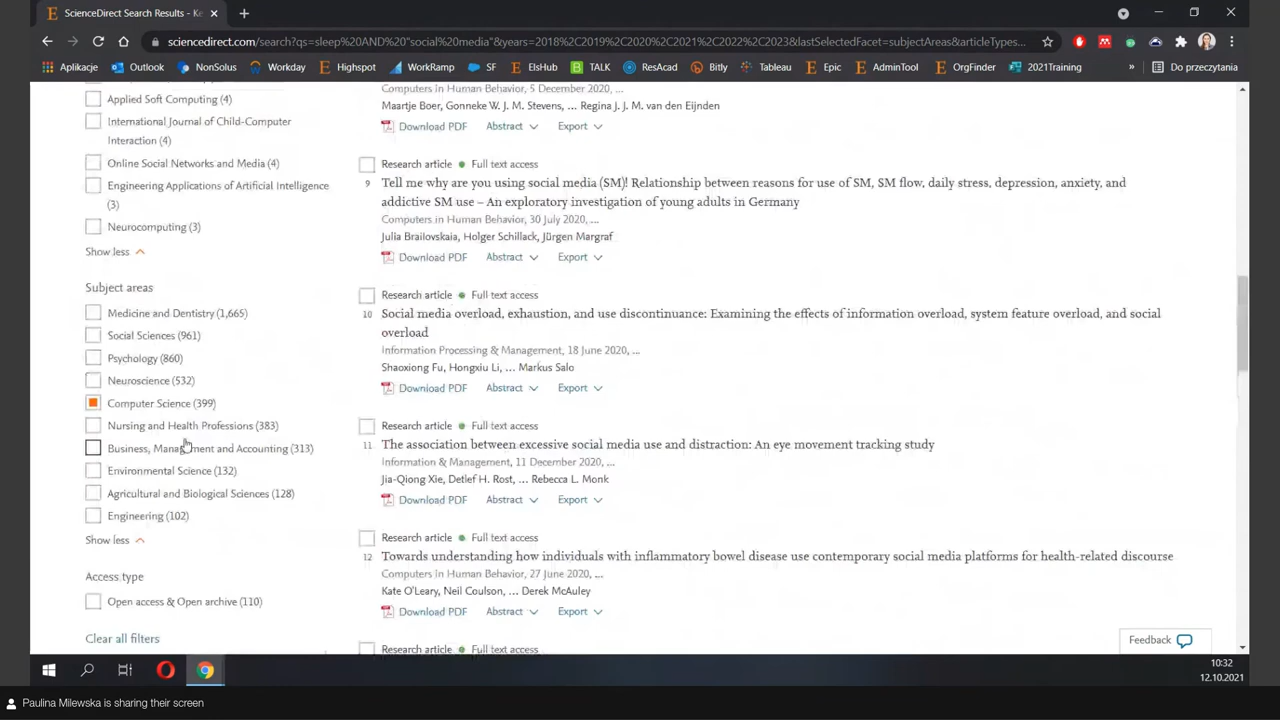 ScienceDirect Search Results - Ke
sciencedirect.com/search?qs=sleep%20AND%20"social%20media"&years=2018%2C2019%2C2020%2C2021%2C2022%2C2023&lastSelectedFacet=subjectAreas&articleTypes...
Aplikacje Outlook NonSolus Workday Highspot WorkRamp SF ElsHub TALK ResAcad Bitly Tableau Epic AdminTool OrgFinder 2021Training » Do przeczytania
Applied Soft Computing (4)
International Journal of Child-Computer
Interaction (4)
Online Social Networks and Media (4)
Engineering Applications of Artificial Intelligence
(3)
Neurocomputing (3)
Show less
Subject areas
Medicine and Dentistry (1,665)
Social Sciences (961)
Psychology (860)
Neuroscience (532)
Computer Science (399)
Nursing and Health Professions (383)
Business, Management and Accounting (313)
Environmental Science (132)
Agricultural and Biological Sciences (128)
Engineering (102)
Show less
Access type
Open access & Open archive (110)
Clear all filters
Computers in Human Behavior, 5 December 2020, ...
Maartje Boer, Gonneke W. J. M. Stevens, ... Regina J. J. M. van den Eijnden
Download PDF Abstract Export
Research article Full text access
9 Tell me why are you using social media (SM)! Relationship between reasons for use of SM, SM flow, daily stress, depression, anxiety, and
addictive SM use – An exploratory investigation of young adults in Germany
Computers in Human Behavior, 30 July 2020, ...
Julia Brailovskaia, Holger Schillack, Jürgen Margraf
Download PDF Abstract Export
Research article Full text access
10 Social media overload, exhaustion, and use discontinuance: Examining the effects of information overload, system feature overload, and social
overload
Information Processing & Management, 18 June 2020, ...
Shaoxiong Fu, Hongxiu Li, ... Markus Salo
Download PDF Abstract Export
Research article Full text access
11 The association between excessive social media use and distraction: An eye movement tracking study
Information & Management, 11 December 2020, ...
Jia-Qiong Xie, Detlef H. Rost, ... Rebecca L. Monk
Download PDF Abstract Export
Research article Full text access
12 Towards understanding how individuals with inflammatory bowel disease use contemporary social media platforms for health-related discourse
Computers in Human Behavior, 27 June 2020, ...
Kate O'Leary, Neil Coulson, ... Derek McAuley
Download PDF Abstract Export
Research article Full text access
Feedback
10:32
12.10.2021
Paulina Milewska is sharing their screen